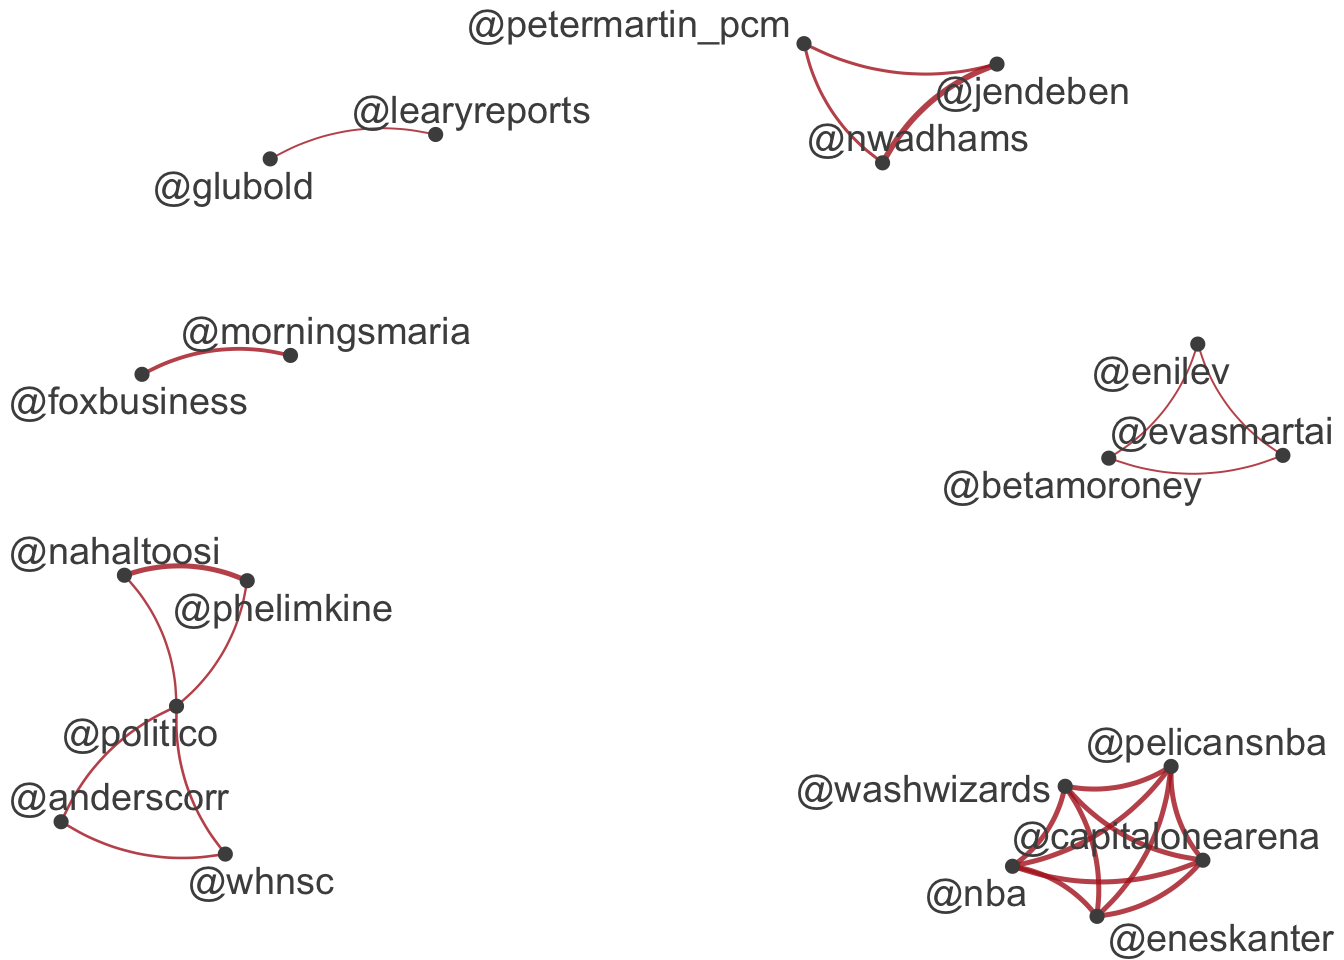 @petermartin_pcm
@jendeben
@learyreports
@nwadhams
@glubold
@morningsmaria
@enilev
@foxbusiness
@evasmartai
@betamoroney
@nahaltoosi
@phelimkine
@politico
@pelicansnba
@washwizards
@anderscorr
@capitalonearena
@whnsc
@nba
@eneskanter